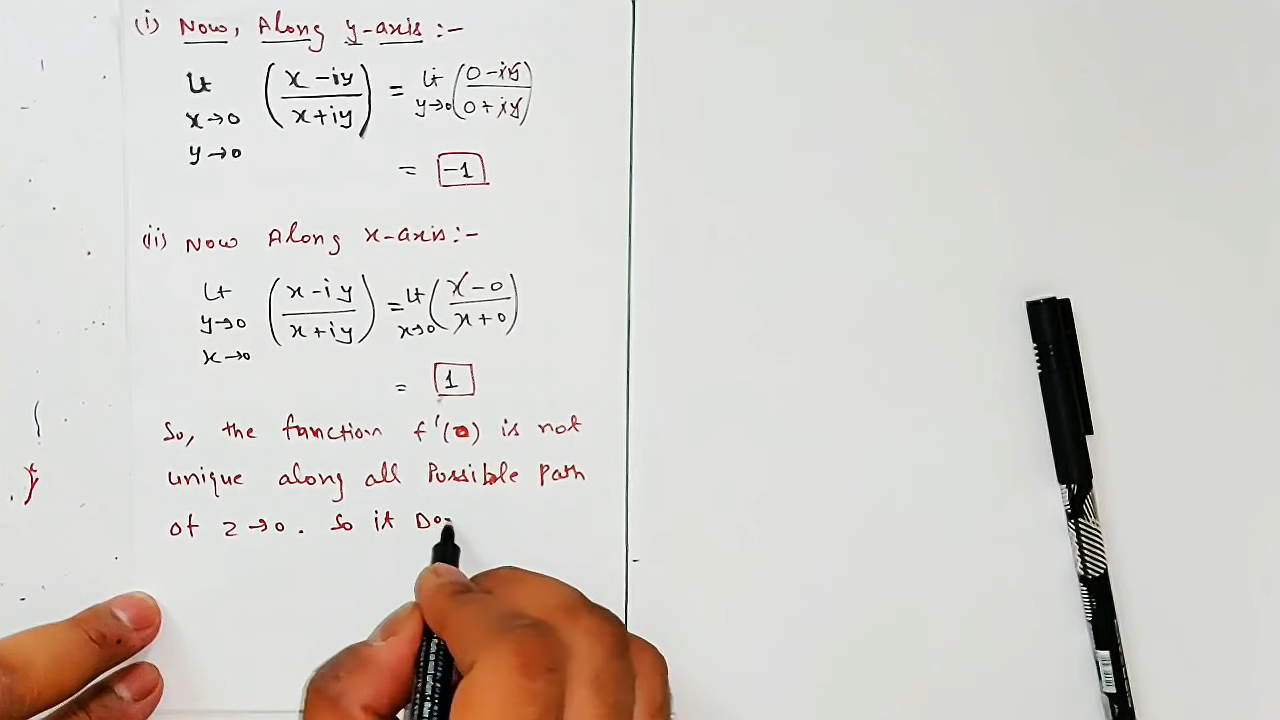 (i) Now, Along y-axis :-
Lt x→0 y→0 (x-iy / x+iy) = Lt y→0 (0-iy / 0+iy)
= -1
(ii) Now Along x-axis:-
Lt y→0 x→0 (x-iy / x+iy) = Lt x→0 (x-0 / x+0)
= 1
So, the function f'(0) is not
unique along all Possible Path
of z→0. So it Do